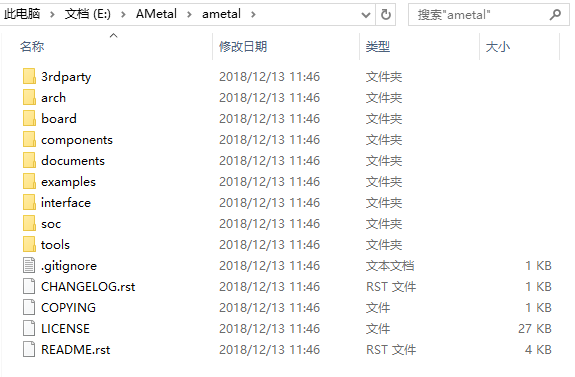 此电脑 文档 (E:) AMetal ametal 搜索"ametal"
名称 修改日期 类型 大小
3rdparty 2018/12/13 11:46 文件夹
arch 2018/12/13 11:46 文件夹
board 2018/12/13 11:46 文件夹
components 2018/12/13 11:46 文件夹
documents 2018/12/13 11:46 文件夹
examples 2018/12/13 11:46 文件夹
interface 2018/12/13 11:46 文件夹
soc 2018/12/13 11:46 文件夹
tools 2018/12/13 11:46 文件夹
.gitignore 2018/12/13 11:46 文本文档 1 KB
CHANGELOG.rst 2018/12/13 11:46 RST 文件 1 KB
COPYING 2018/12/13 11:46 文件 1 KB
LICENSE 2018/12/13 11:46 文件 27 KB
README.rst 2018/12/13 11:46 RST 文件 4 KB